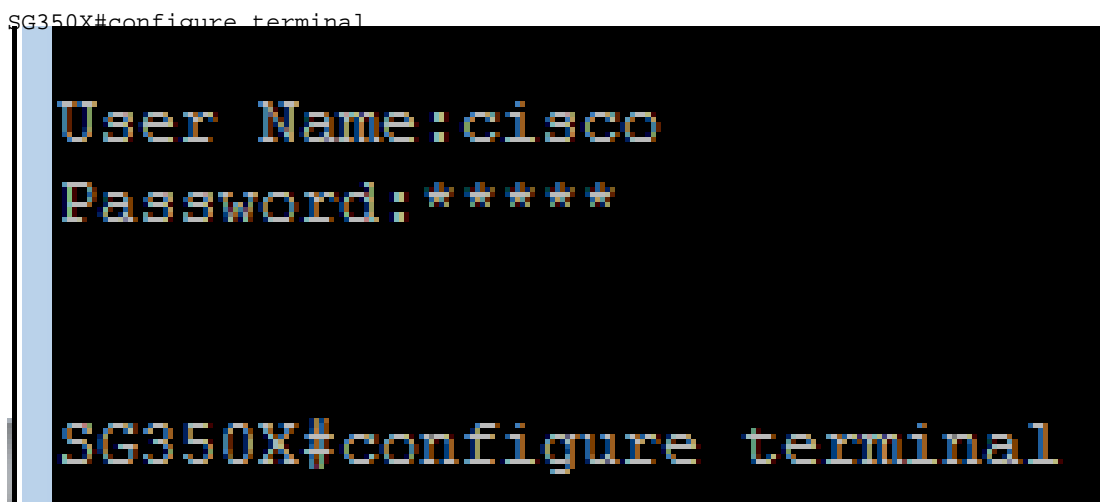 SG350X#configure terminal
User Name:cisco
Password:*****
SG350X#configure terminal